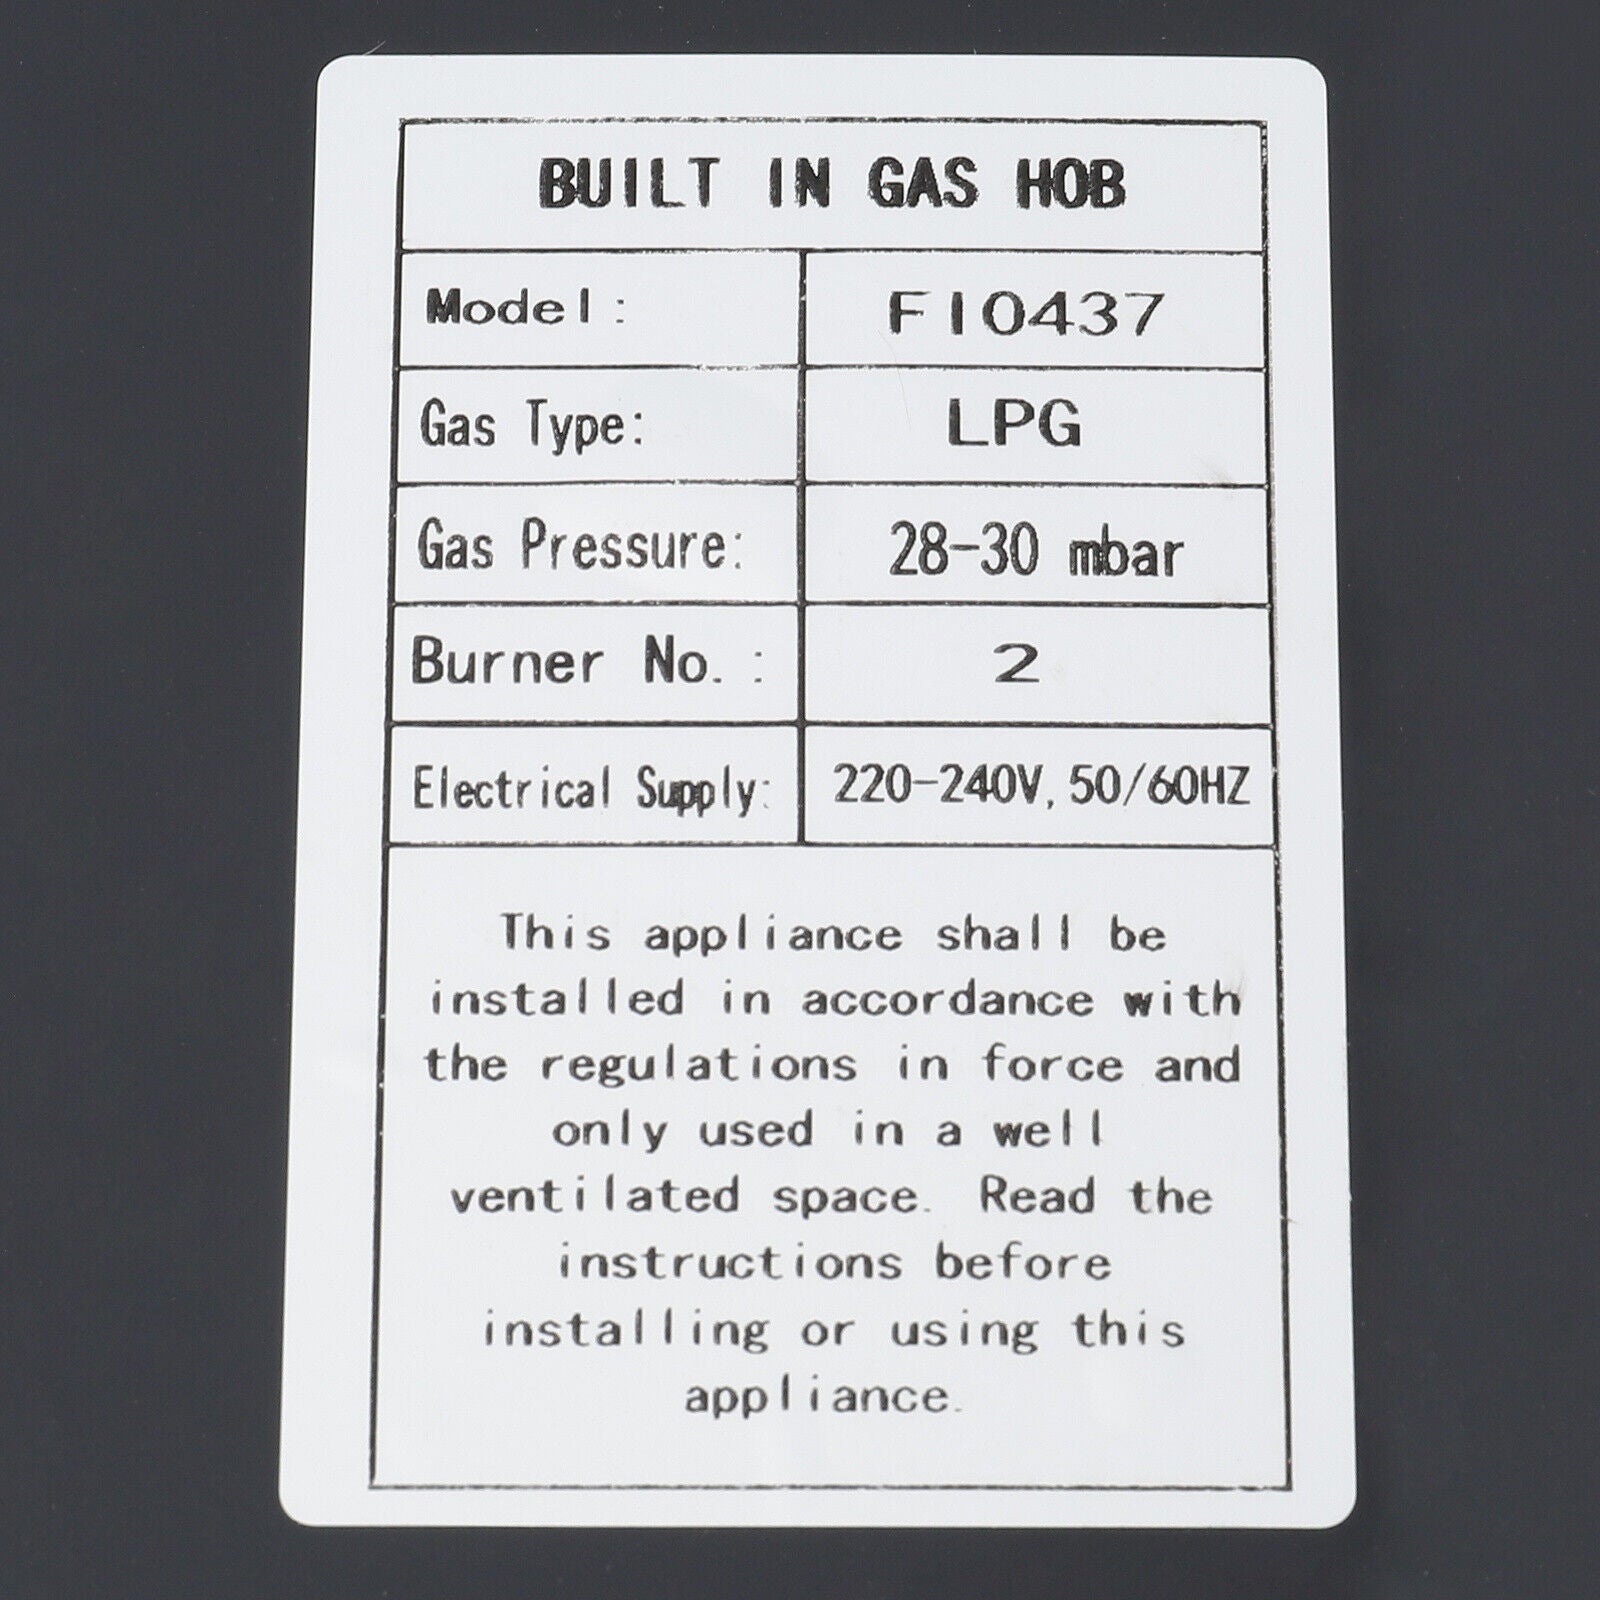 BUILT IN GAS HOB
Model: FI0437
Gas Type: LPG
Gas Pressure: 28-30 mbar
Burner No.: 2
Electrical Supply: 220-240V, 50/60HZ
This appliance shall be
installed in accordance with
the regulations in force and
only used in a well
ventilated space. Read the
instructions before
installing or using this
appliance.